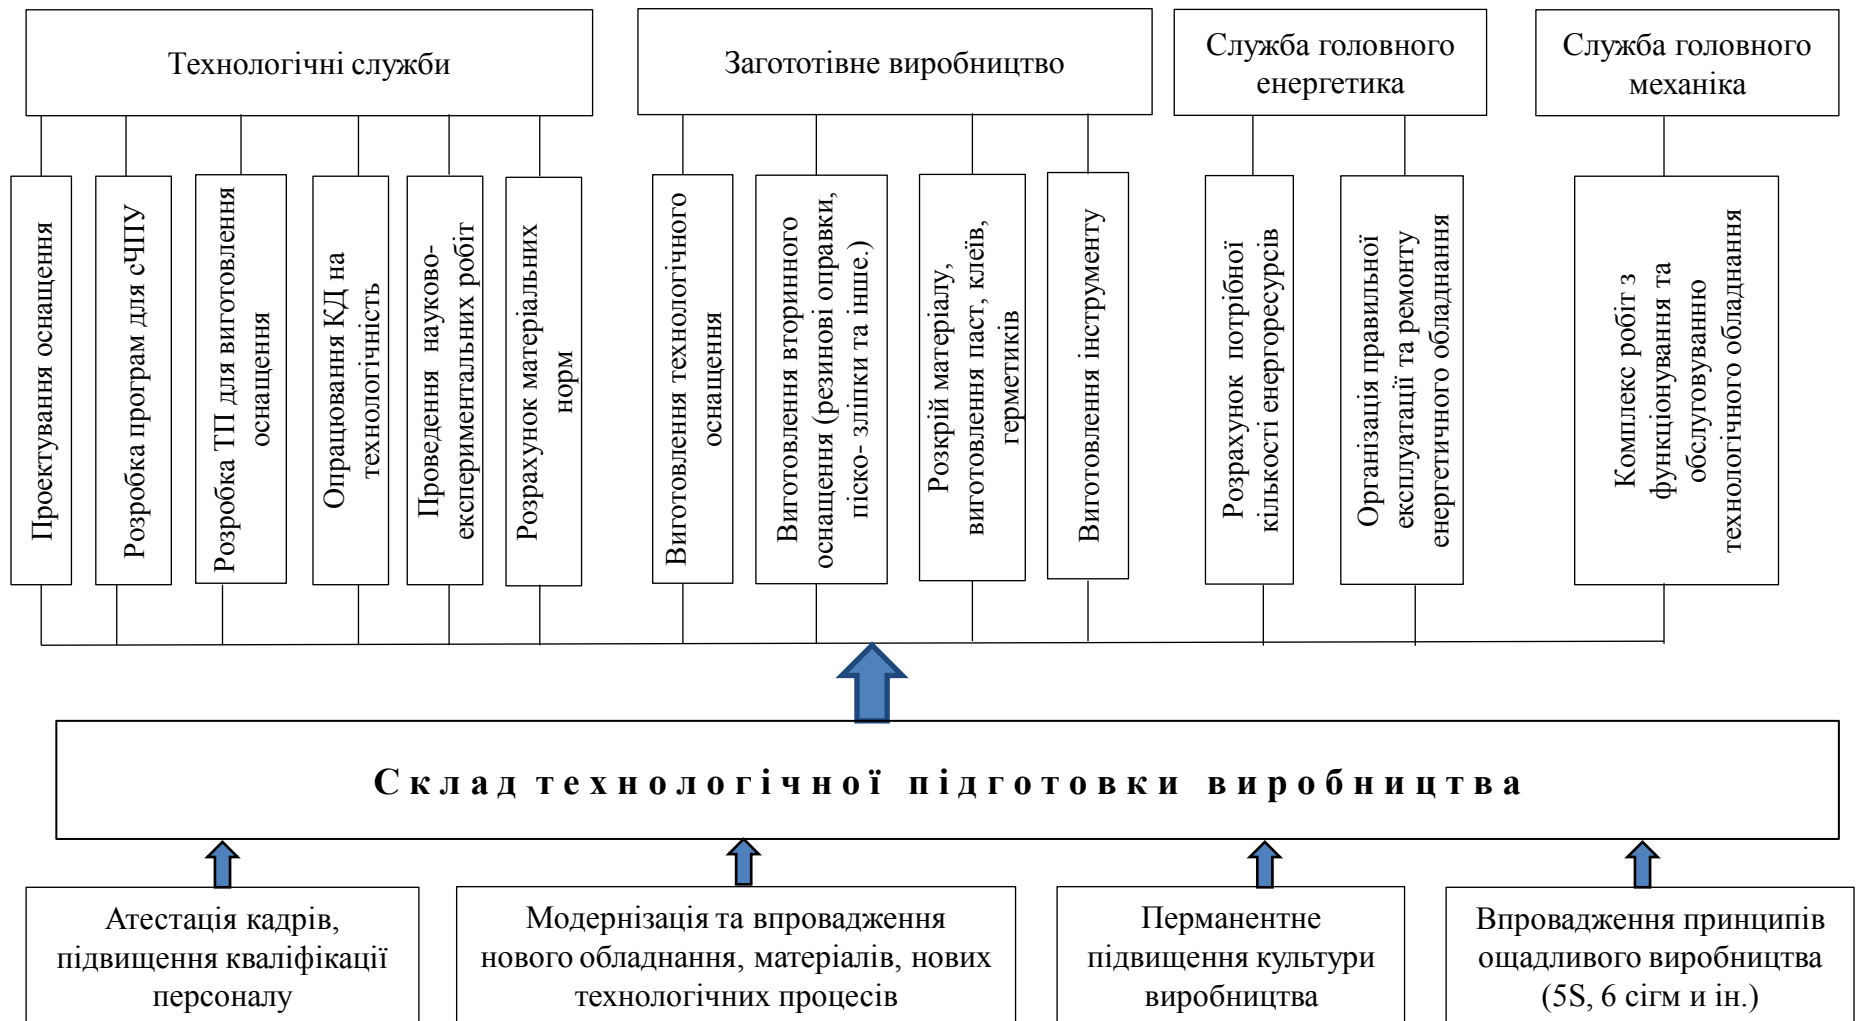 Технологічні служби
Загототівне виробництво
Служба головного
енергетика
Служба головного
механіка
Проектування оснащення
Розробка програм для сЧПУ
Розробка ТП для виготовлення
оснащення
Опрацювання КД на
технологічність
Проведення науково-
експериментальних робіт
Розрахунок матеріальних
норм
Виготовлення технологічного
оснащення
Виготовлення вторинного
оснащення (резинові оправки,
піско- зліпки та інше.)
Розкрій матеріалу,
виготовлення паст, клеїв,
герметиків
Виготовлення інструменту
Розрахунок потрібної
кількості енергоресурсів
Організація правильної
експлуатації та ремонту
енергетичного обладнання
Комплекс робіт з
функціонування та
обслуговуванню
технологічного обладнання
Склад технологічної підготовки виробництва
Атестація кадрів,
підвищення кваліфікації
персоналу
Модернізація та впровадження
нового обладнання, матеріалів, нових
технологічних процесів
Перманентне
підвищення культури
виробництва
Впровадження принципів
ощадливого виробництва
(5S, 6 сігм и ін.)